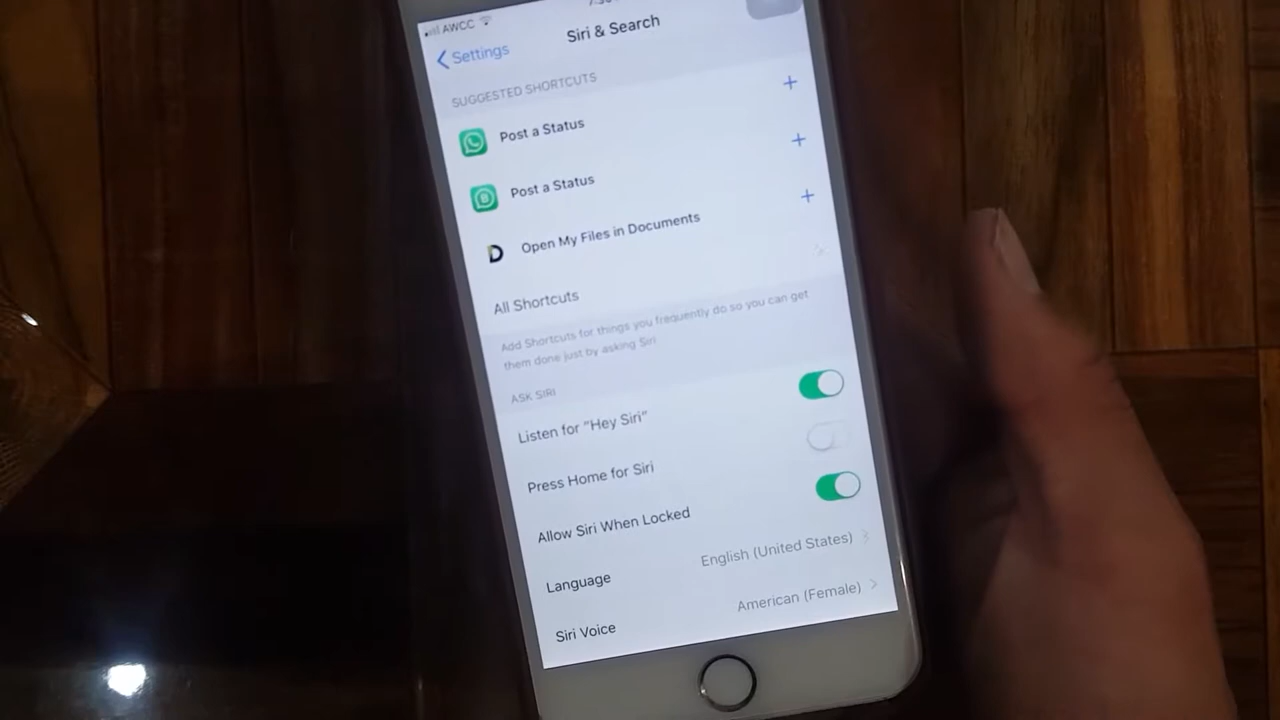 AWCC
Settings
Siri & Search
SUGGESTED SHORTCUTS
Post a Status
Post a Status
Open My Files in Documents
All Shortcuts
Add Shortcuts for things you frequently do so you can get
them done just by asking Siri
ASK SIRI
Listen for “Hey Siri”
Press Home for Siri
Allow Siri When Locked
Language English (United States)
Siri Voice American (Female)